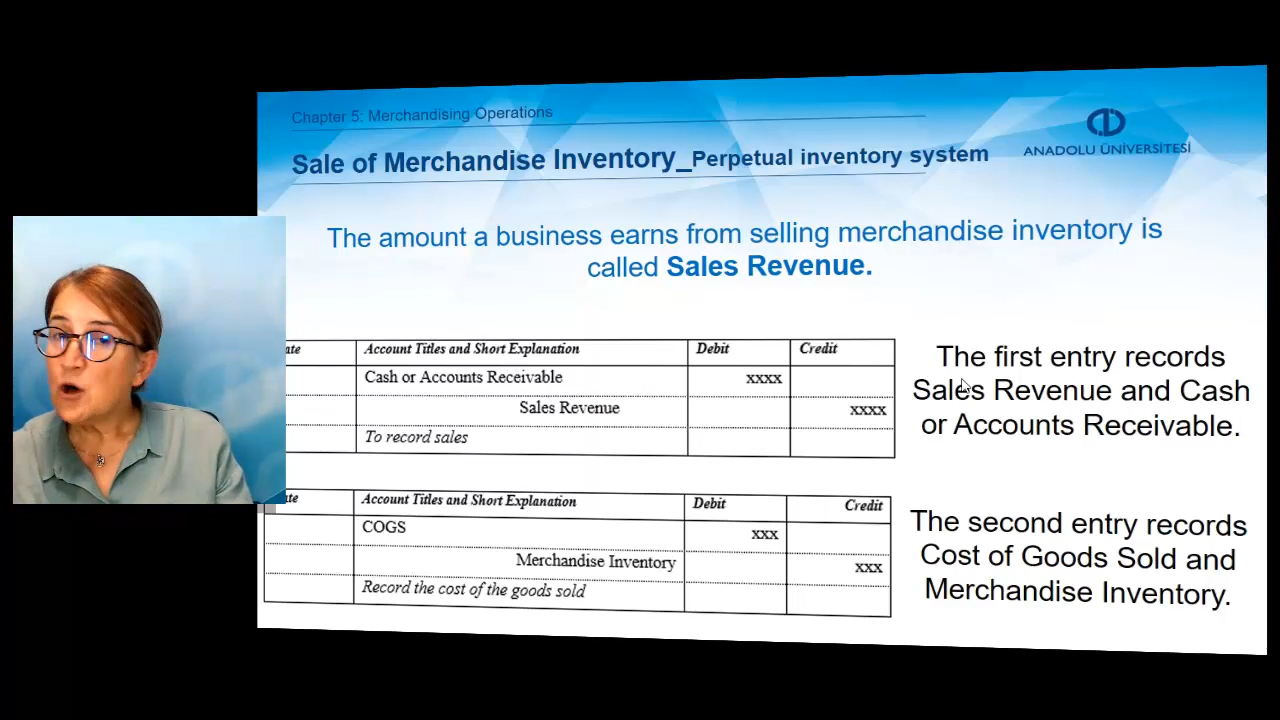 Chapter 5: Merchandising Operations
Sale of Merchandise Inventory_Perpetual inventory system
ANADOLU ÜNİVERSİTESİ
The amount a business earns from selling merchandise inventory is
called Sales Revenue.
ate Account Titles and Short Explanation Debit Credit
Cash or Accounts Receivable xxxx
Sales Revenue xxxx
To record sales
The first entry records
Sales Revenue and Cash
or Accounts Receivable.
ate Account Titles and Short Explanation Debit Credit
COGS xxx
Merchandise Inventory xxx
Record the cost of the goods sold
The second entry records
Cost of Goods Sold and
Merchandise Inventory.